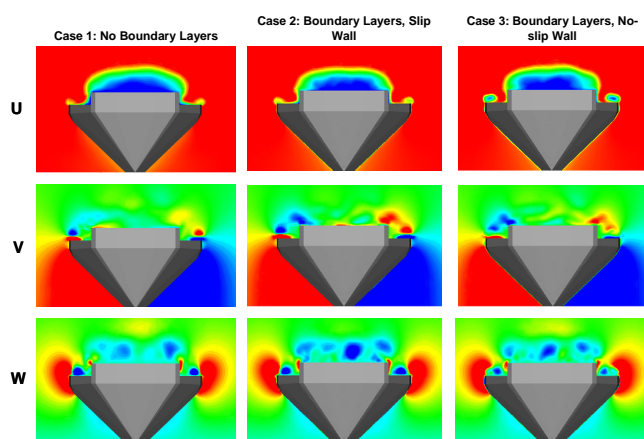 Case 1: No Boundary Layers
Case 2: Boundary Layers, Slip
Wall
Case 3: Boundary Layers, No-
slip Wall
U
V
W